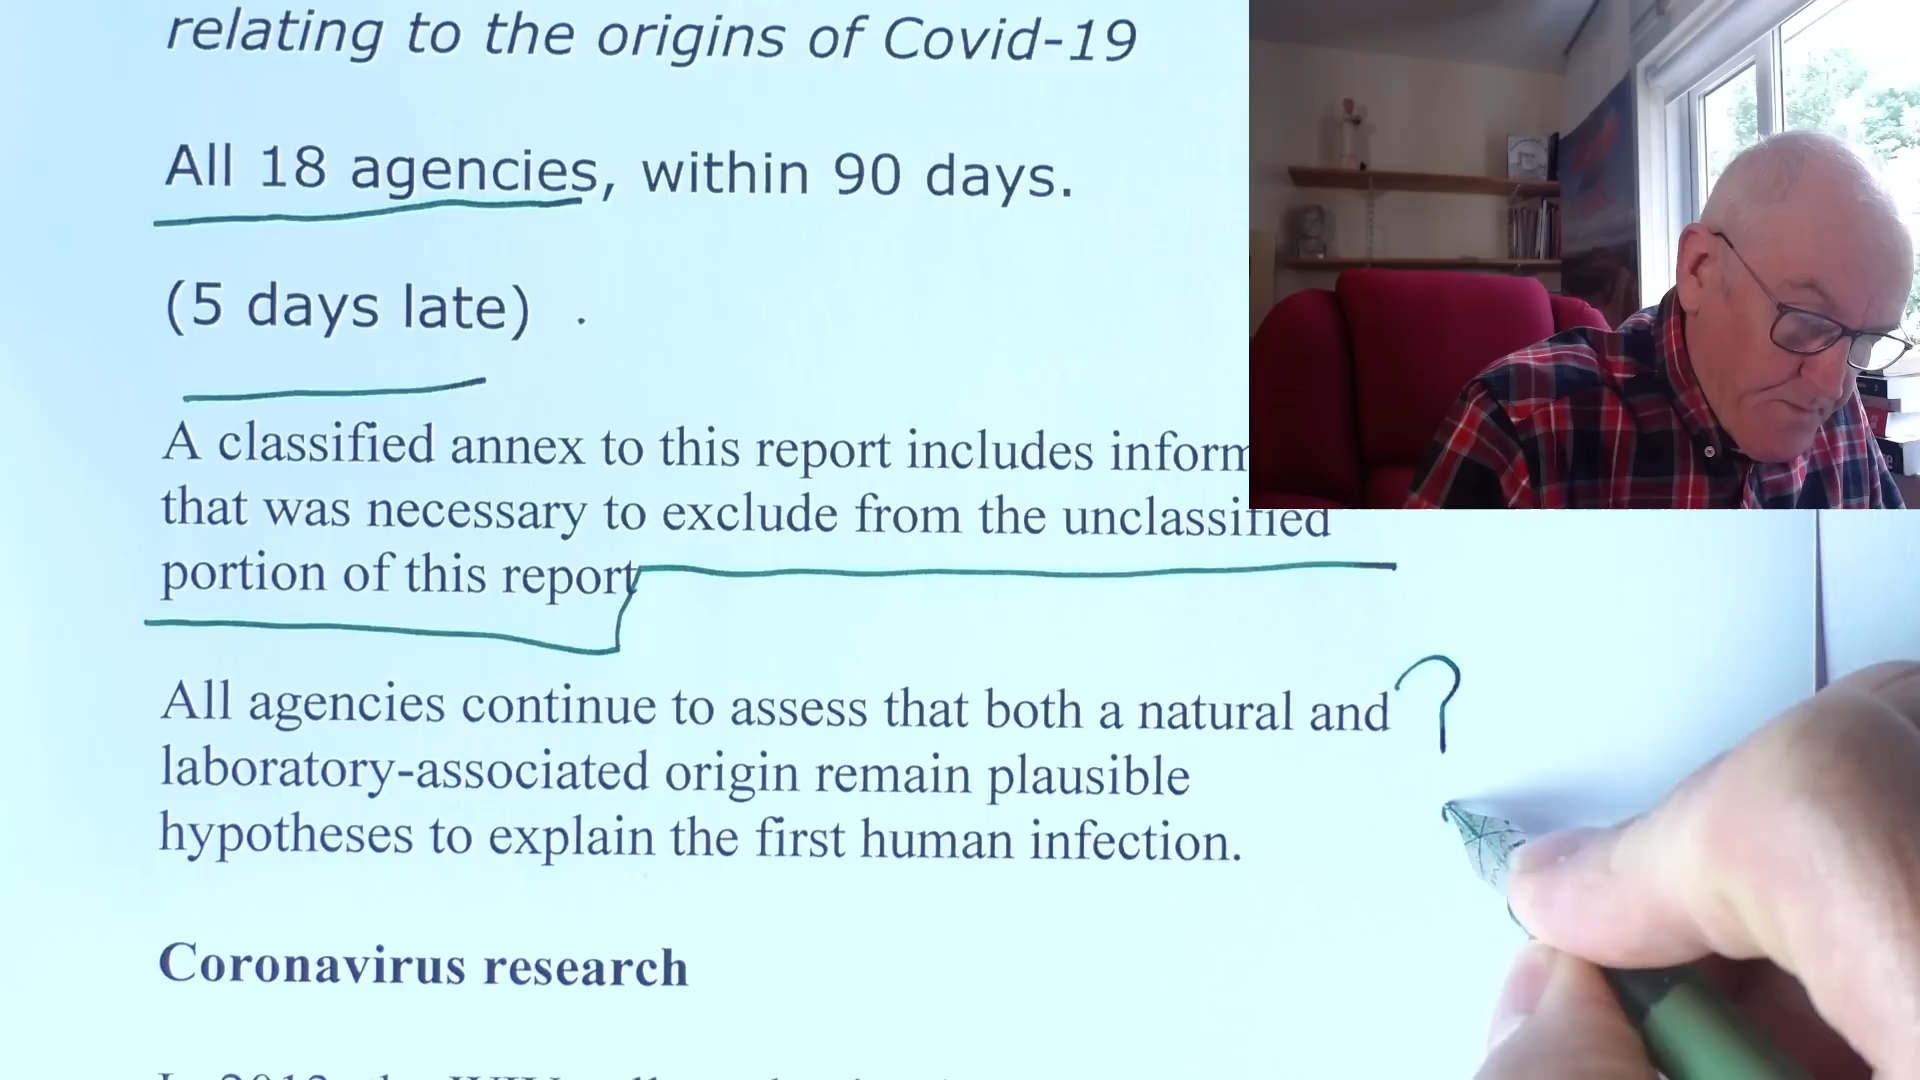 relating to the origins of Covid-19
All 18 agencies, within 90 days.
(5 days late) .
A classified annex to this report includes inform
that was necessary to exclude from the unclassified
portion of this report
All agencies continue to assess that both a natural and ?
laboratory-associated origin remain plausible
hypotheses to explain the first human infection.
Coronavirus research